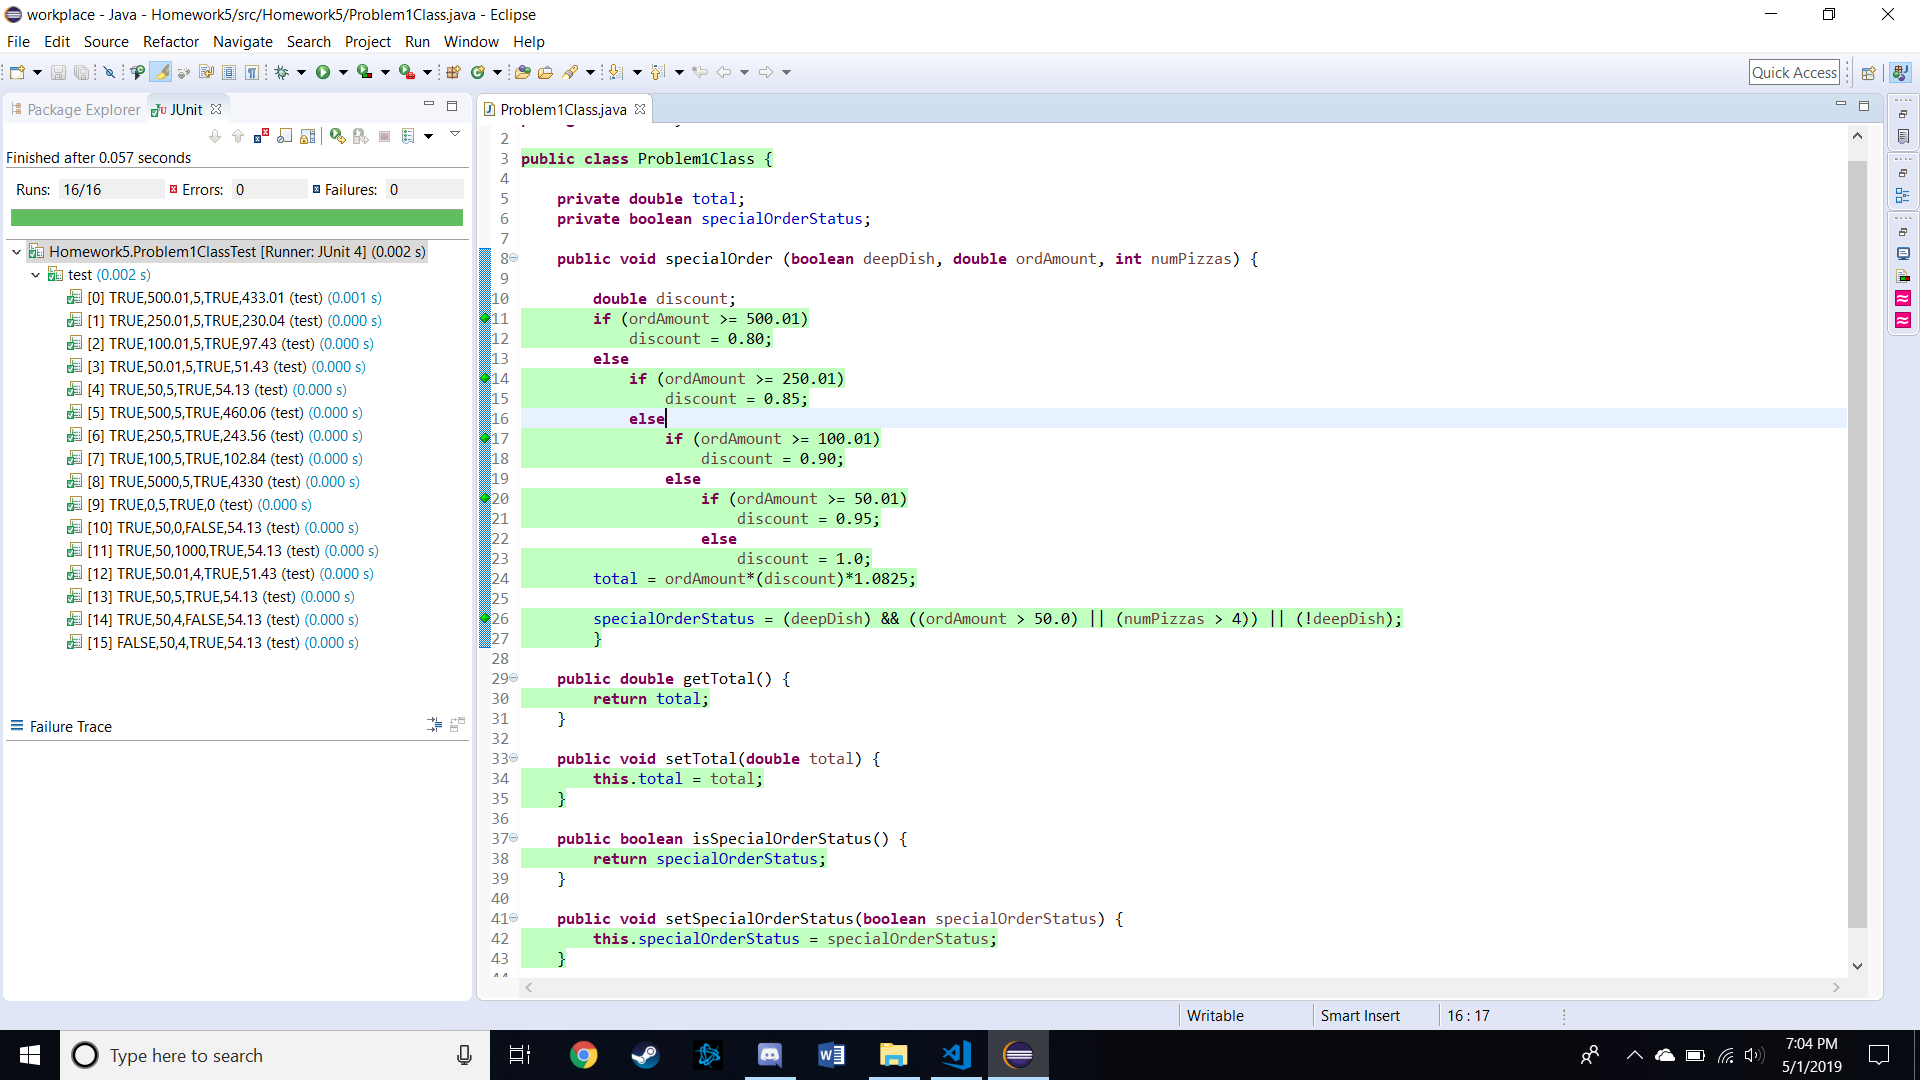 workplace - Java - Homework5/src/Homework5/Problem1Class.java - Eclipse
File Edit Source Refactor Navigate Search Project Run Window Help
Quick Access
Package Explorer JUnit
Problem1Class.java
Finished after 0.057 seconds
Runs: 16/16 Errors: 0 Failures: 0
Homework5.Problem1ClassTest [Runner: JUnit 4] (0.002 s)
test (0.002 s)
[0] TRUE,500.01,5,TRUE,433.01 (test) (0.001 s)
[1] TRUE,250.01,5,TRUE,230.04 (test) (0.000 s)
[2] TRUE,100.01,5,TRUE,97.43 (test) (0.000 s)
[3] TRUE,50.01,5,TRUE,51.43 (test) (0.000 s)
[4] TRUE,50,5,TRUE,54.13 (test) (0.000 s)
[5] TRUE,500,5,TRUE,460.06 (test) (0.000 s)
[6] TRUE,250,5,TRUE,243.56 (test) (0.000 s)
[7] TRUE,100,5,TRUE,102.84 (test) (0.000 s)
[8] TRUE,5000,5,TRUE,4330 (test) (0.000 s)
[9] TRUE,0,5,TRUE,0 (test) (0.000 s)
[10] TRUE,50,0,FALSE,54.13 (test) (0.000 s)
[11] TRUE,50,1000,TRUE,54.13 (test) (0.000 s)
[12] TRUE,50.01,4,TRUE,51.43 (test) (0.000 s)
[13] TRUE,50,5,TRUE,54.13 (test) (0.000 s)
[14] TRUE,50,4,FALSE,54.13 (test) (0.000 s)
[15] FALSE,50,4,TRUE,54.13 (test) (0.000 s)
Failure Trace
2
3 public class Problem1Class {
4
5 private double total;
6 private boolean specialOrderStatus;
7
8 public void specialOrder (boolean deepDish, double ordAmount, int numPizzas) {
9
10 double discount;
11 if (ordAmount >= 500.01)
12 discount = 0.80;
13 else
14 if (ordAmount >= 250.01)
15 discount = 0.85;
16 else
17 if (ordAmount >= 100.01)
18 discount = 0.90;
19 else
20 if (ordAmount >= 50.01)
21 discount = 0.95;
22 else
23 discount = 1.0;
24 total = ordAmount*(discount)*1.0825;
25
26 specialOrderStatus = (deepDish) && ((ordAmount > 50.0) || (numPizzas > 4)) || (!deepDish);
27 }
28
29 public double getTotal() {
30 return total;
31 }
32
33 public void setTotal(double total) {
34 this.total = total;
35 }
36
37 public boolean isSpecialOrderStatus() {
38 return specialOrderStatus;
39 }
40
41 public void setSpecialOrderStatus(boolean specialOrderStatus) {
42 this.specialOrderStatus = specialOrderStatus;
43 }
Writable Smart Insert 16 : 17
Type here to search
7:04 PM
5/1/2019